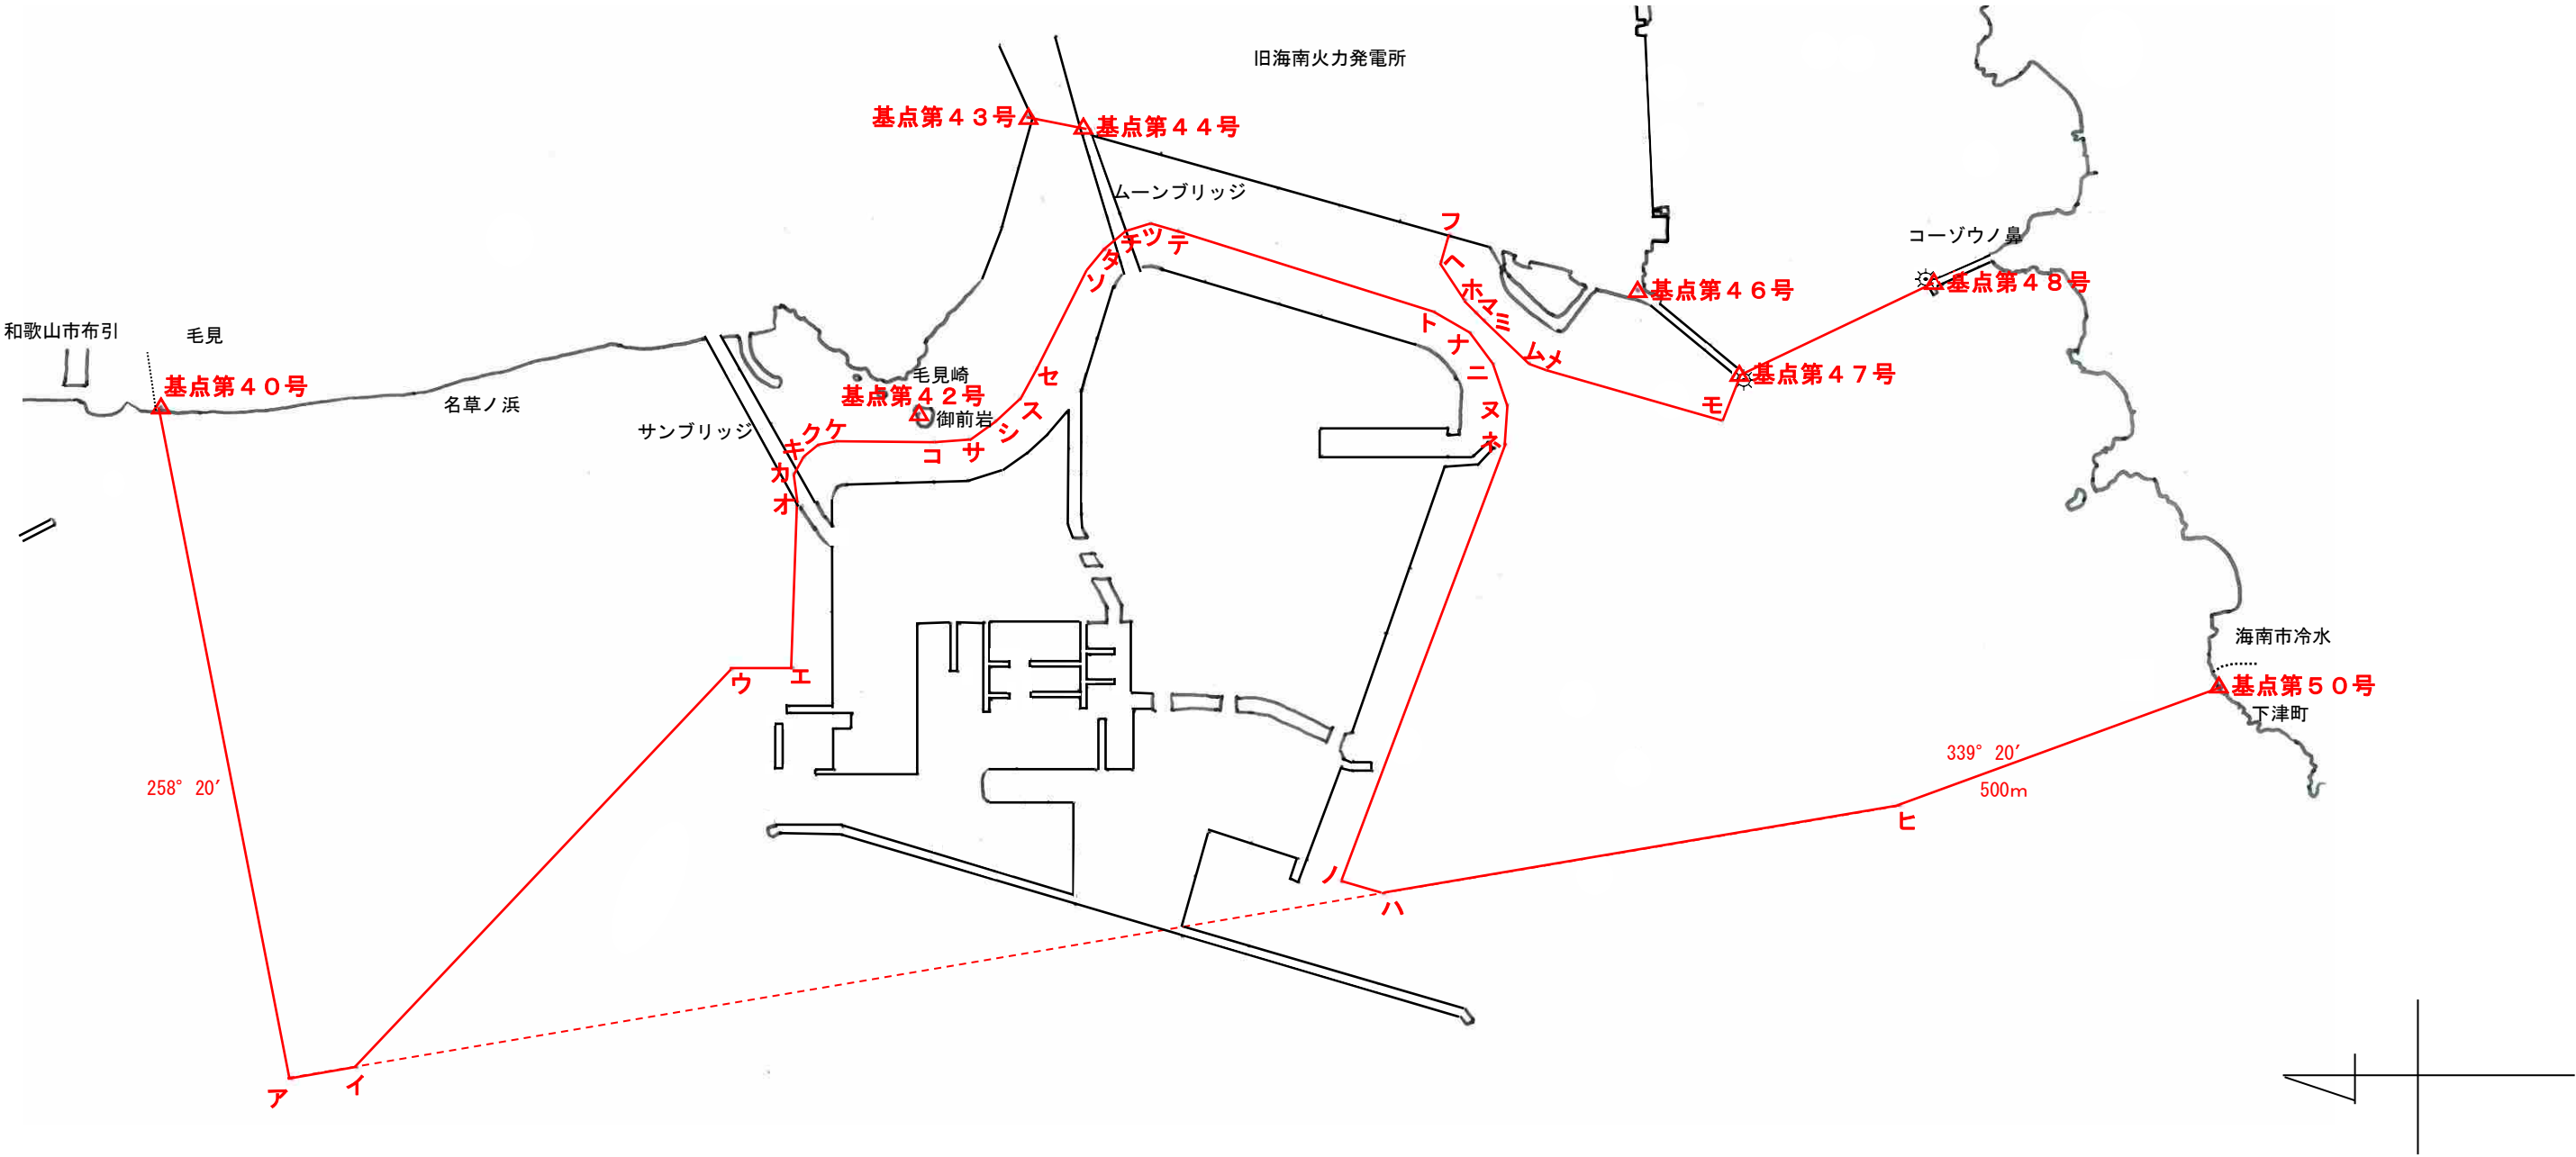 旧海南火力発電所
基点第４３号
基点第４４号
ムーンブリッジ
フ
コーゾウノ鼻
チ
ツ
テ
タ
ソ
ヘ
ホ
マ
ミ
基点第４６号
基点第４８号
和歌山市布引
毛見
ト
ナ
ニ
ム
メ
基点第４７号
基点第４０号
名草ノ浜
毛見崎
基点第４２号
御前岩
セ
ス
シ
サ
コ
ヌ
ネ
モ
サンブリッジ
ケ
ク
キ
カ
オ
海南市冷水
ウ
エ
基点第５０号
下津町
339°20′
500m
258°20′
ヒ
ノ
ハ
ア
イ